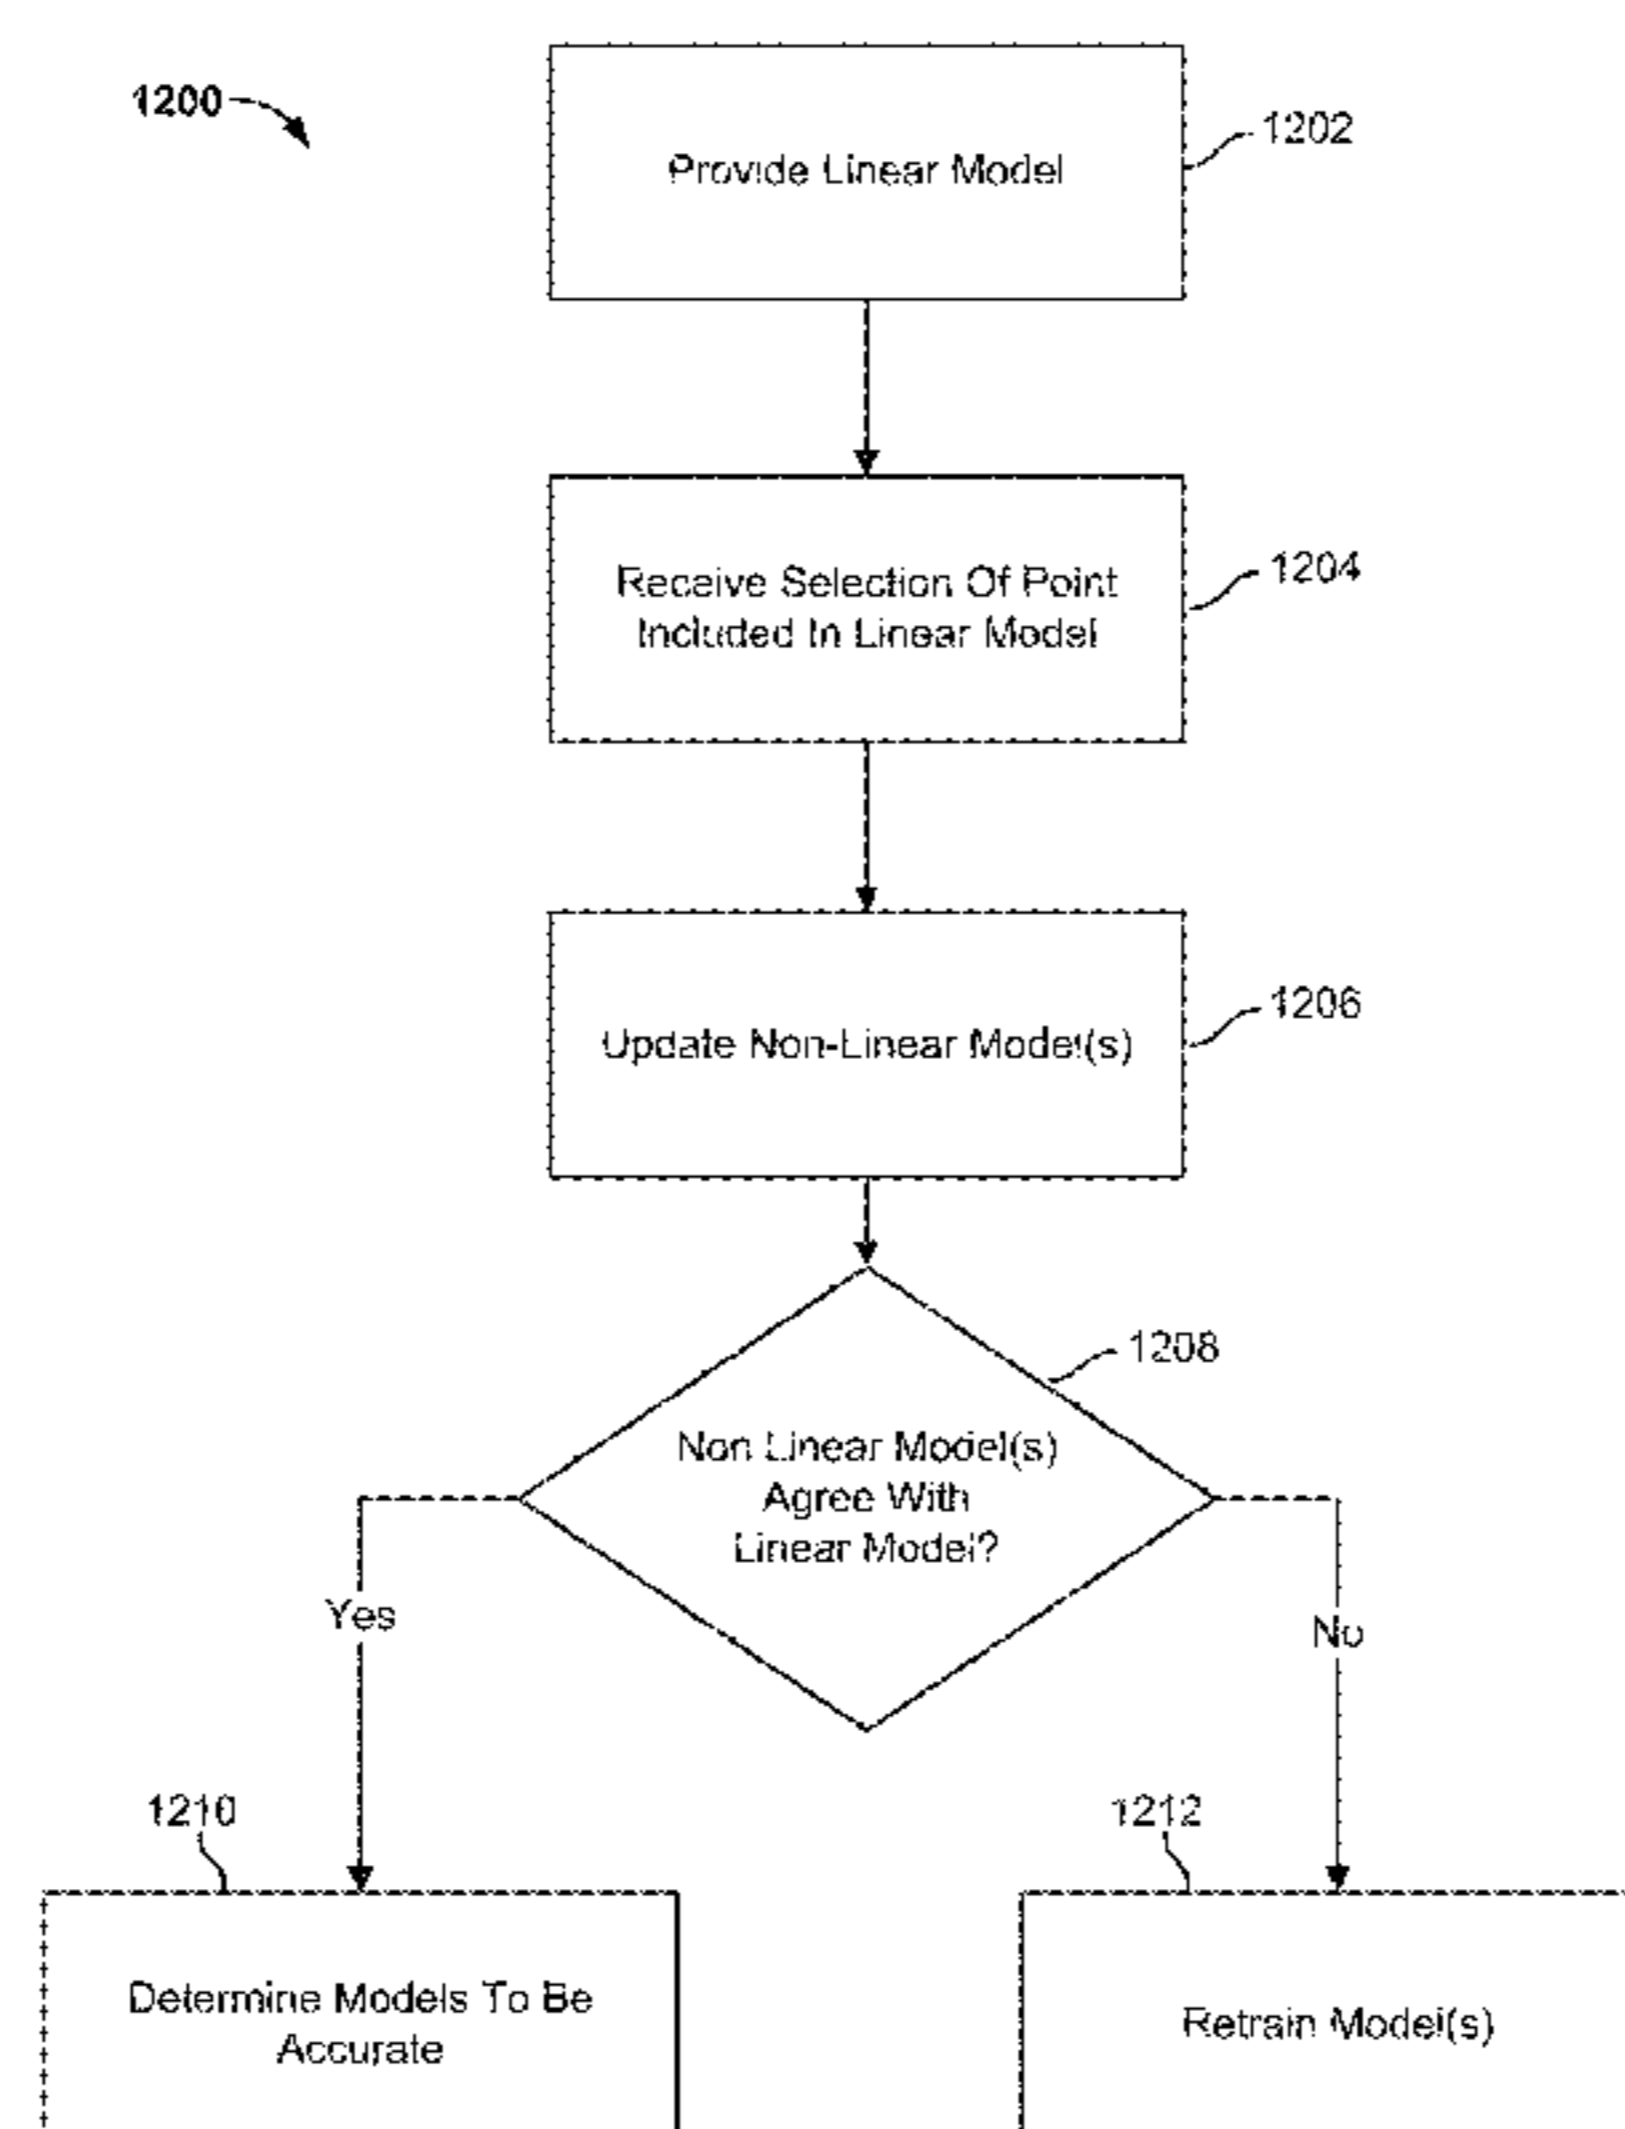 1200
Provide Linear Model
1202
Receive Selection Of Point
Included In Linear Model
1204
Update Non-Linear Model(s)
1206
1208
Non Linear Model(s)
Agree With
Linear Model?
Yes
No
1210
1212
Determine Models To Be
Accurate
Retrain Model(s)